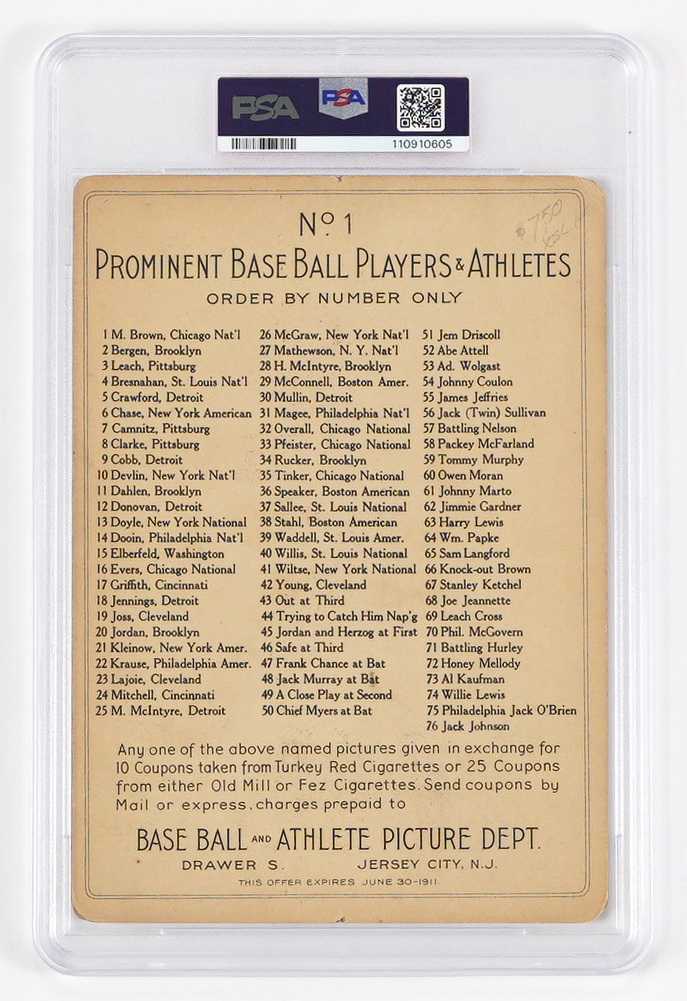 PSA PSA
110910605
$750
Nº 1
PROMINENT BASE BALL PLAYERS & ATHLETES
ORDER BY NUMBER ONLY
1 M. Brown, Chicago Nat'l
2 Bergen, Brooklyn
3 Leach, Pittsburg
4 Bresnahan, St. Louis Nat'l
5 Crawford, Detroit
6 Chase, New York American
7 Camnitz, Pittsburg
8 Clarke, Pittsburg
9 Cobb, Detroit
10 Devlin, New York Nat'l
11 Dahlen, Brooklyn
12 Donovan, Detroit
13 Doyle, New York National
14 Dooin, Philadelphia Nat'l
15 Elberfeld, Washington
16 Evers, Chicago National
17 Griffith, Cincinnati
18 Jennings, Detroit
19 Joss, Cleveland
20 Jordan, Brooklyn
21 Kleinow, New York Amer.
22 Krause, Philadelphia Amer.
23 Lajoie, Cleveland
24 Mitchell, Cincinnati
25 M. McIntyre, Detroit
26 McGraw, New York Nat'l
27 Mathewson, N. Y. Nat'l
28 H. McIntyre, Brooklyn
29 McConnell, Boston Amer.
30 Mullin, Detroit
31 Magee, Philadelphia Nat'l
32 Overall, Chicago National
33 Pfeister, Chicago National
34 Rucker, Brooklyn
35 Tinker, Chicago National
36 Speaker, Boston American
37 Sallee, St. Louis National
38 Stahl, Boston American
39 Waddell, St. Louis Amer.
40 Willis, St. Louis National
41 Wiltse, New York National
42 Young, Cleveland
43 Out at Third
44 Trying to Catch Him Nap'g
45 Jordan and Herzog at First
46 Safe at Third
47 Frank Chance at Bat
48 Jack Murray at Bat
49 A Close Play at Second
50 Chief Myers at Bat
51 Jem Driscoll
52 Abe Attell
53 Ad. Wolgast
54 Johnny Coulon
55 James Jeffries
56 Jack (Twin) Sullivan
57 Battling Nelson
58 Packey McFarland
59 Tommy Murphy
60 Owen Moran
61 Johnny Marto
62 Jimmie Gardner
63 Harry Lewis
64 Wm. Papke
65 Sam Langford
66 Knock-out Brown
67 Stanley Ketchel
68 Joe Jeannette
69 Leach Cross
70 Phil. McGovern
71 Battling Hurley
72 Honey Mellody
73 Al Kaufman
74 Willie Lewis
75 Philadelphia Jack O'Brien
76 Jack Johnson
Any one of the above named pictures given in exchange for
10 Coupons taken from Turkey Red Cigarettes or 25 Coupons
from either Old Mill or Fez Cigarettes. Send coupons by
Mail or express, charges prepaid to
BASE BALL AND ATHLETE PICTURE DEPT.
DRAWER S. JERSEY CITY, N.J.
THIS OFFER EXPIRES JUNE 30-1911.